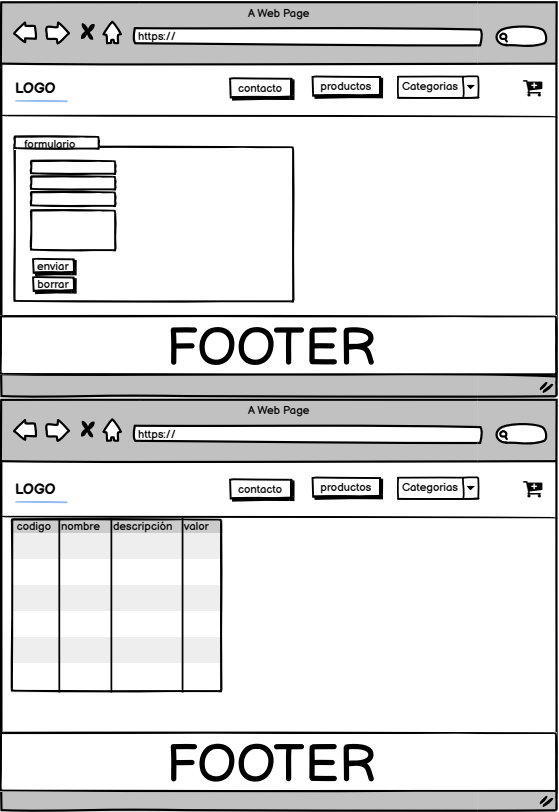 A Web Page
https://
LOGO
contacto
productos
Categorias
formulario
enviar
borrar
FOOTER
A Web Page
https://
LOGO
contacto
productos
Categorias
codigo nombre descripción valor
FOOTER